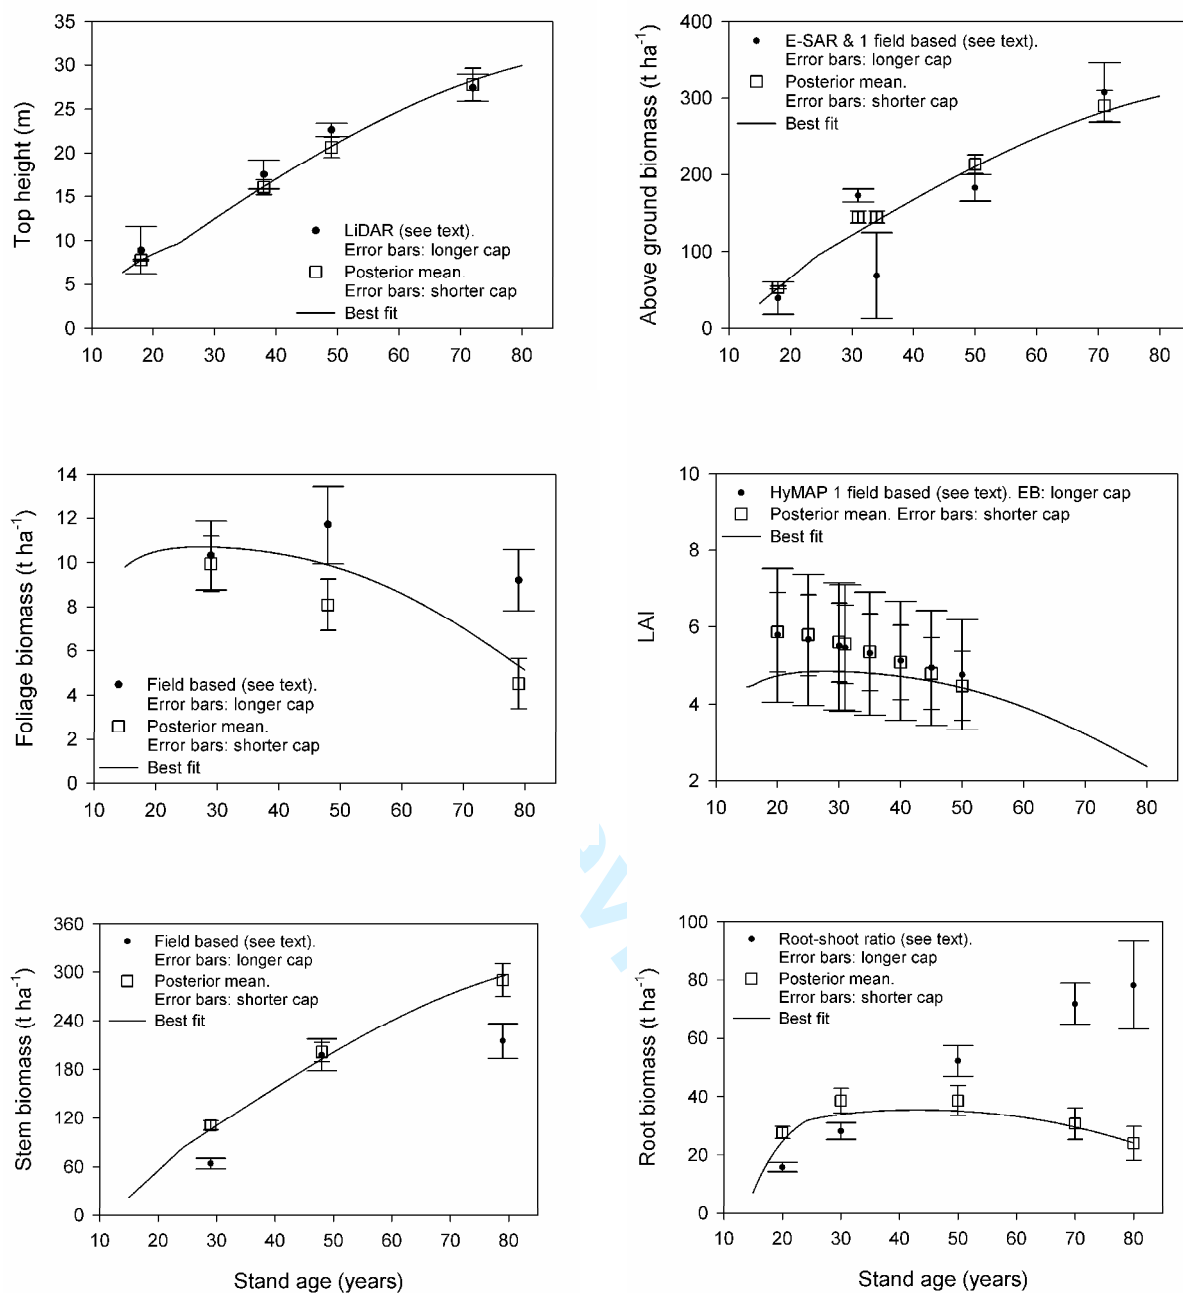 35
30
25
20
15
10
5
0
Top height (m)
LiDAR (see text).
Error bars: longer cap
Posterior mean.
Error bars: shorter cap
Best fit
10 20 30 40 50 60 70 80
400
300
200
100
0
Above ground biomass (t ha-1)
E-SAR & 1 field based (see text).
Error bars: longer cap
Posterior mean.
Error bars: shorter cap
Best fit
10 20 30 40 50 60 70 80
14
12
10
8
6
4
2
0
Foliage biomass (t ha-1)
Field based (see text).
Error bars: longer cap
Posterior mean.
Error bars: shorter cap
Best fit
10 20 30 40 50 60 70 80
10
8
6
4
2
LAI
HyMAP 1 field based (see text). EB: longer cap
Posterior mean. Error bars: shorter cap
Best fit
10 20 30 40 50 60 70 80
360
300
240
180
120
60
0
Stem biomass (t ha-1)
Field based (see text).
Error bars: longer cap
Posterior mean.
Error bars: shorter cap
Best fit
10 20 30 40 50 60 70 80
Stand age (years)
100
80
60
40
20
0
Root biomass (t ha-1)
Root-shoot ratio (see text).
Error bars: longer cap
Posterior mean.
Error bars: shorter cap
Best fit
10 20 30 40 50 60 70 80
Stand age (years)